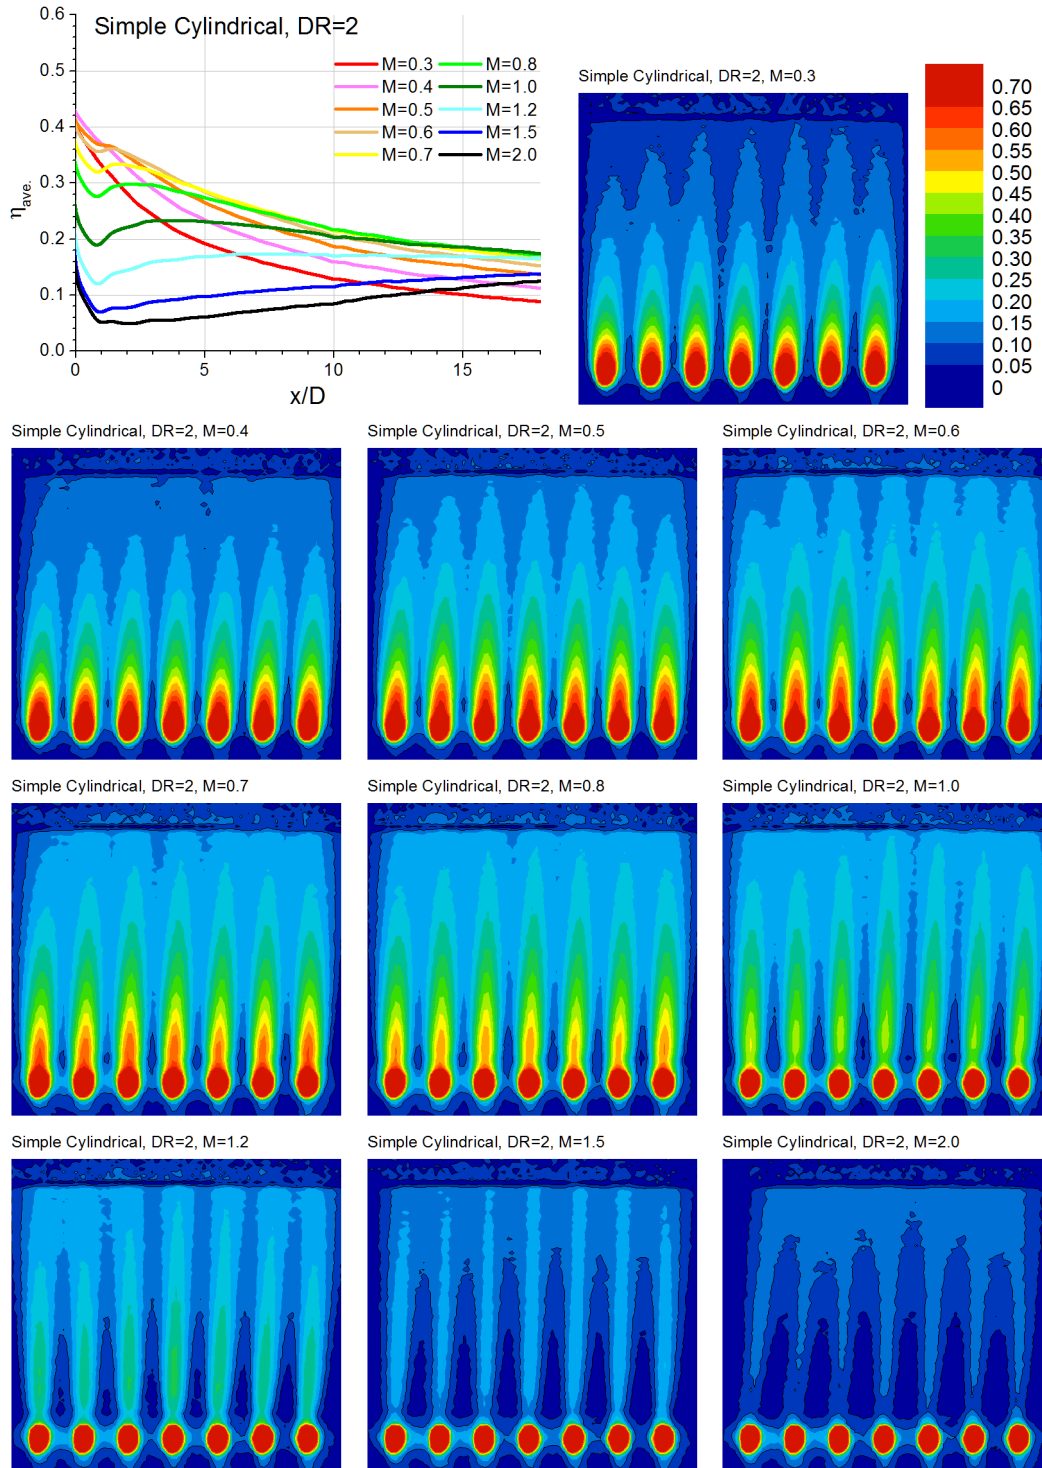 Simple Cylindrical, DR=2
0.6
0.5
0.4
0.3
0.2
0.1
0.0
η ave.
M=0.3 M=0.8
M=0.4 M=1.0
M=0.5 M=1.2
M=0.6 M=1.5
M=0.7 M=2.0
0 5 10 15
x/D
Simple Cylindrical, DR=2, M=0.3
0.70
0.65
0.60
0.55
0.50
0.45
0.40
0.35
0.30
0.25
0.20
0.15
0.10
0.05
0
Simple Cylindrical, DR=2, M=0.4
Simple Cylindrical, DR=2, M=0.5
Simple Cylindrical, DR=2, M=0.6
Simple Cylindrical, DR=2, M=0.7
Simple Cylindrical, DR=2, M=0.8
Simple Cylindrical, DR=2, M=1.0
Simple Cylindrical, DR=2, M=1.2
Simple Cylindrical, DR=2, M=1.5
Simple Cylindrical, DR=2, M=2.0